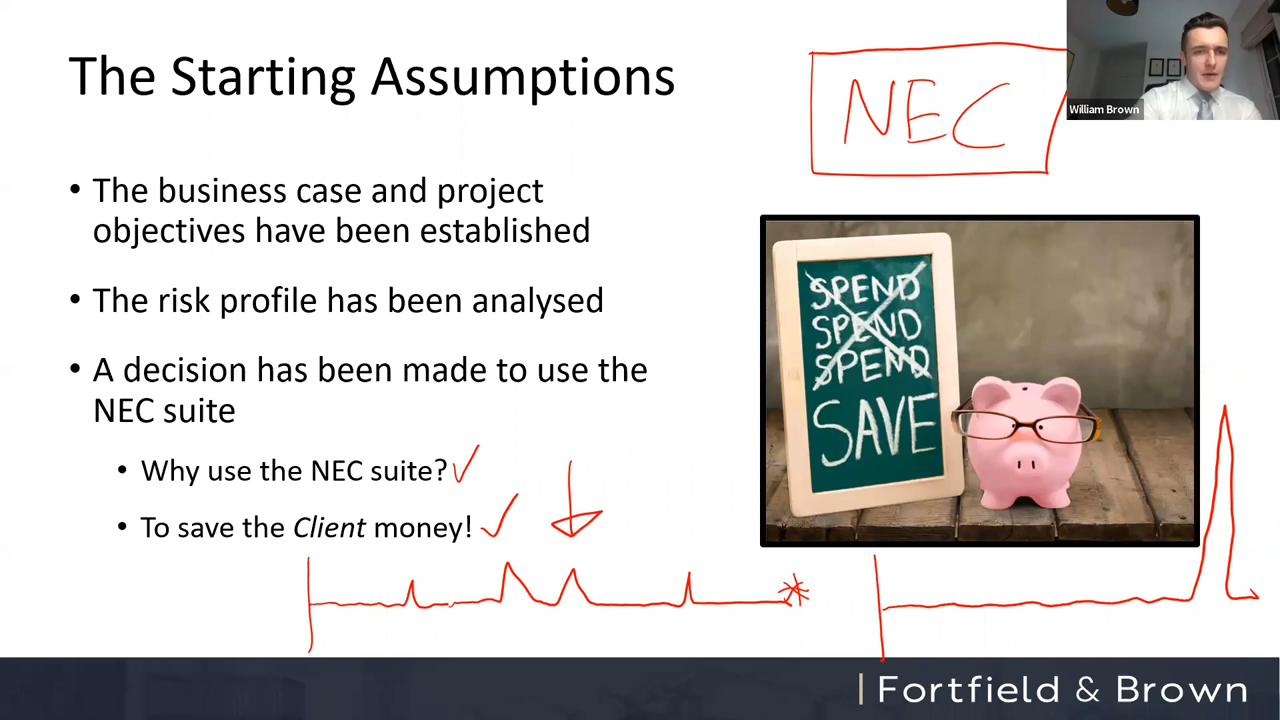 The Starting Assumptions
NEC
William Brown
• The business case and project
objectives have been established
• The risk profile has been analysed
• A decision has been made to use the
NEC suite
• Why use the NEC suite?
• To save the Client money!
SPEND
SPEND
SPEND
SAVE
| Fortfield & Brown